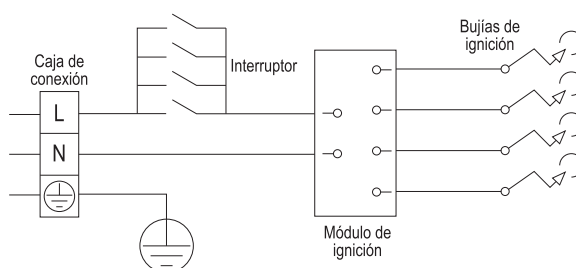 Caja de
conexión
L
N
Interruptor
Módulo de
ignición
Bujías de
ignición